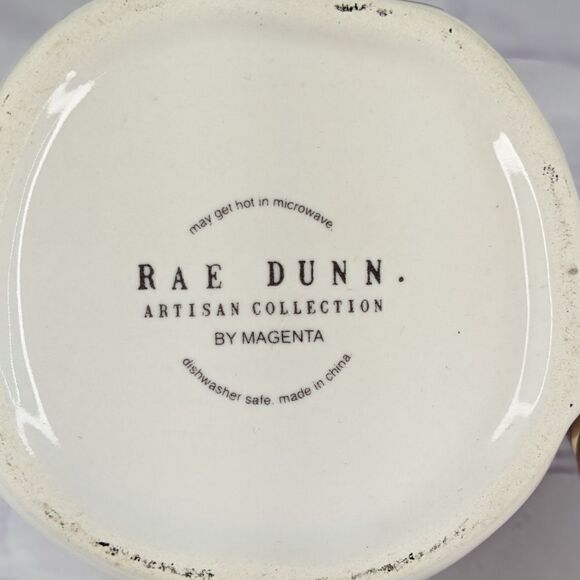 may get hot in microwave.
RAE DUNN.
ARTISAN COLLECTION
BY MAGENTA
dishwasher safe. made in china.